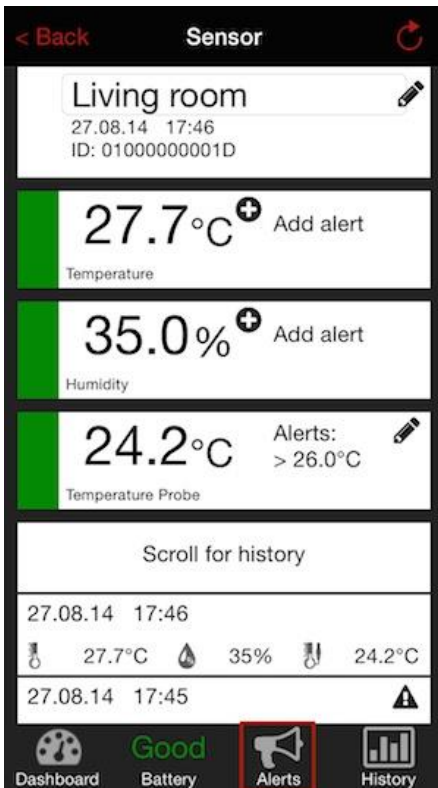 < Back Sensor
Living room
27.08.14 17:46
ID: 01000000001D
27.7°C Add alert
Temperature
35.0% Add alert
Humidity
24.2°C Alerts:
> 26.0°C
Temperature Probe
Scroll for history
27.08.14 17:46
27.7°C 35% 24.2°C
27.08.14 17:45
Good
Dashboard Battery Alerts History